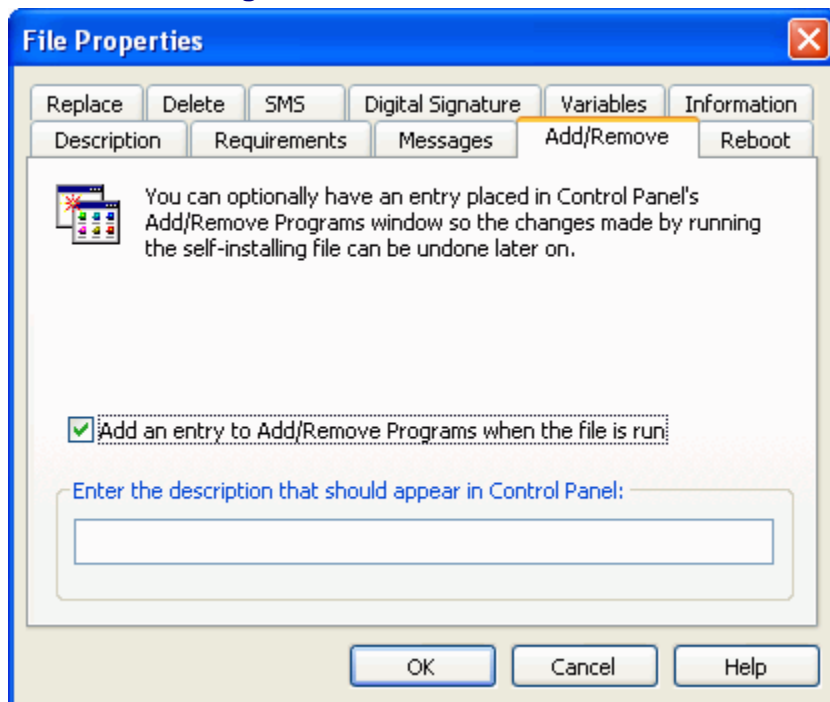 File Properties
Replace Delete SMS Digital Signature Variables Information
Description Requirements Messages Add/Remove Reboot
You can optionally have an entry placed in Control Panel's
Add/Remove Programs window so the changes made by running
the self-installing file can be undone later on.
Add an entry to Add/Remove Programs when the file is run
Enter the description that should appear in Control Panel:
OK Cancel Help